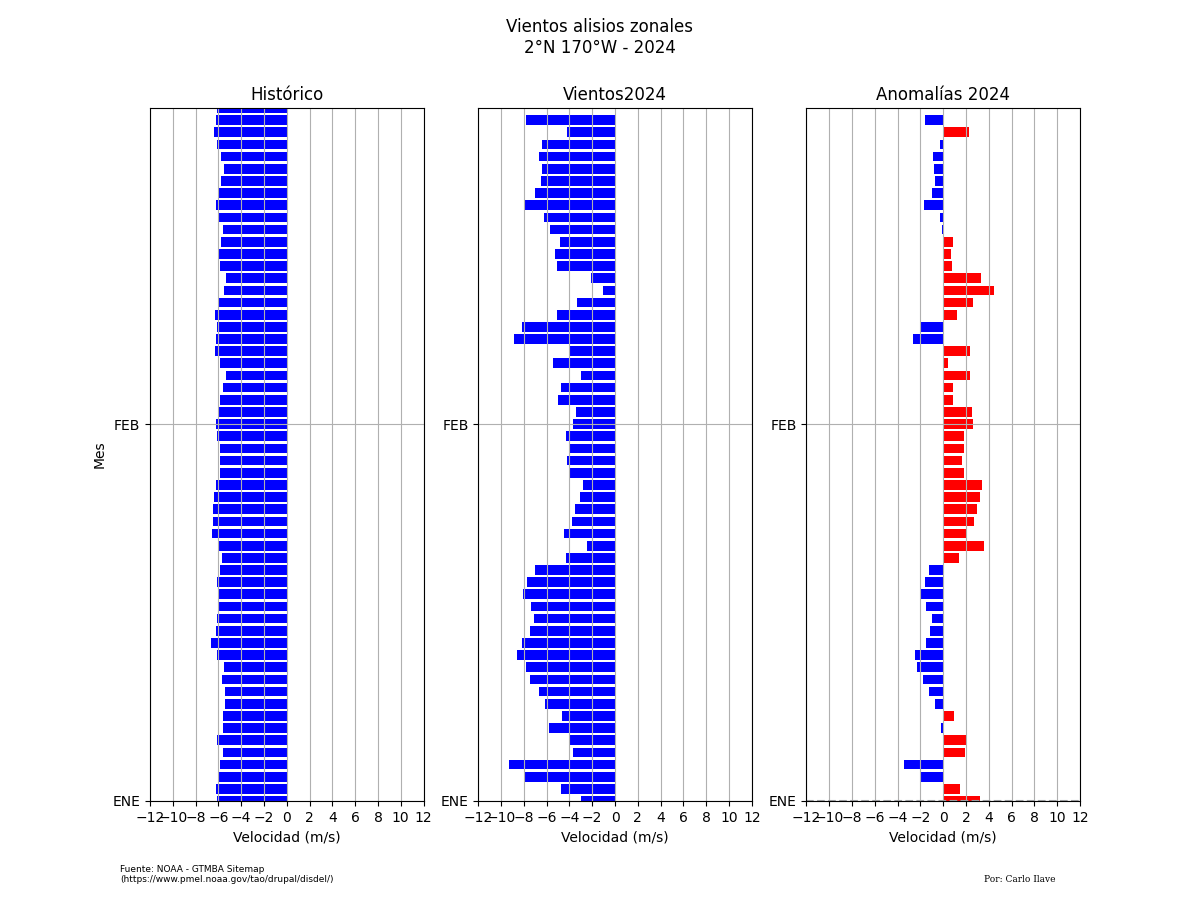 Vientos alisios zonales
2°N 170°W - 2024
Histórico
Vientos2024
Anomalías 2024
Mes
FEB
FEB
FEB
ENE
ENE
ENE
−12 −10 −8 −6 −4 −2 0 2 4 6 8 10 12
−12 −10 −8 −6 −4 −2 0 2 4 6 8 10 12
−12 −10 −8 −6 −4 −2 0 2 4 6 8 10 12
Velocidad (m/s)
Velocidad (m/s)
Velocidad (m/s)
Fuente: NOAA - GTMBA Sitemap
(https://www.pmel.noaa.gov/tao/drupal/disdel/)
Por: Carlo Ilave